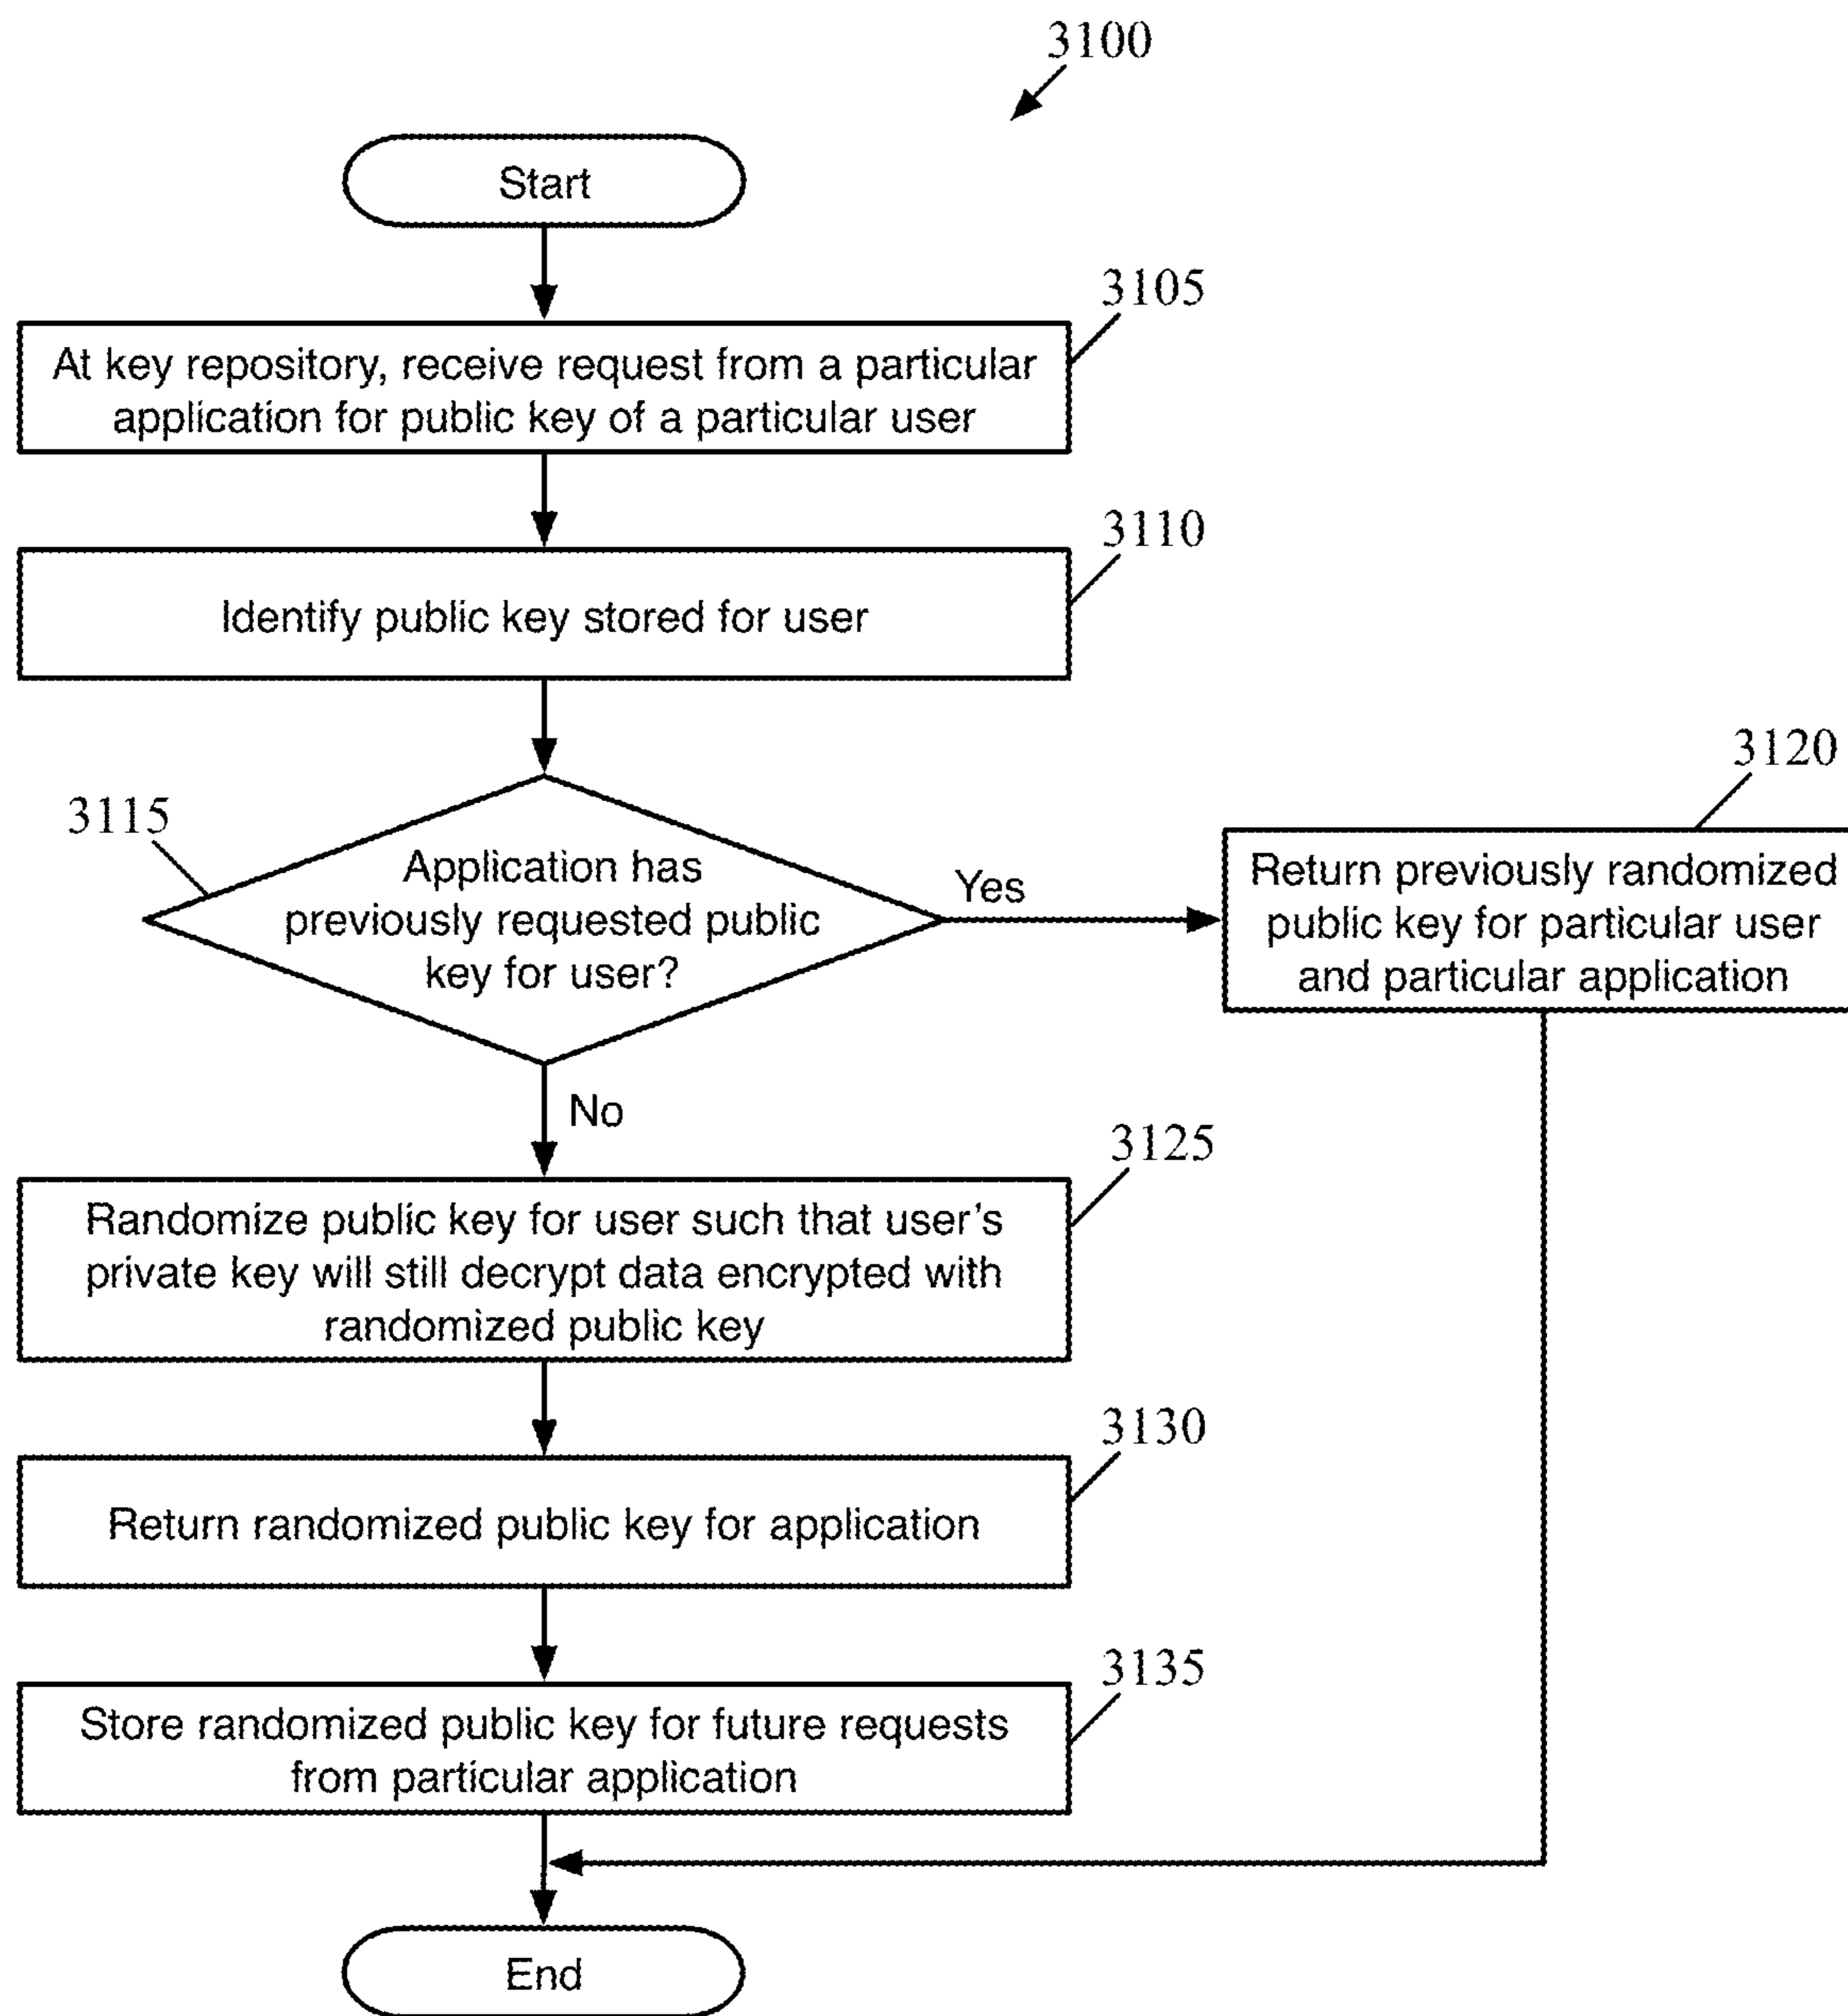 3100
Start
3105
At key repository, receive request from a particular
application for public key of a particular user
3110
Identify public key stored for user
3115
Application has
previously requested public
key for user?
Yes
3120
Return previously randomized
public key for particular user
and particular application
No
3125
Randomize public key for user such that user's
private key will still decrypt data encrypted with
randomized public key
3130
Return randomized public key for application
3135
Store randomized public key for future requests
from particular application
End